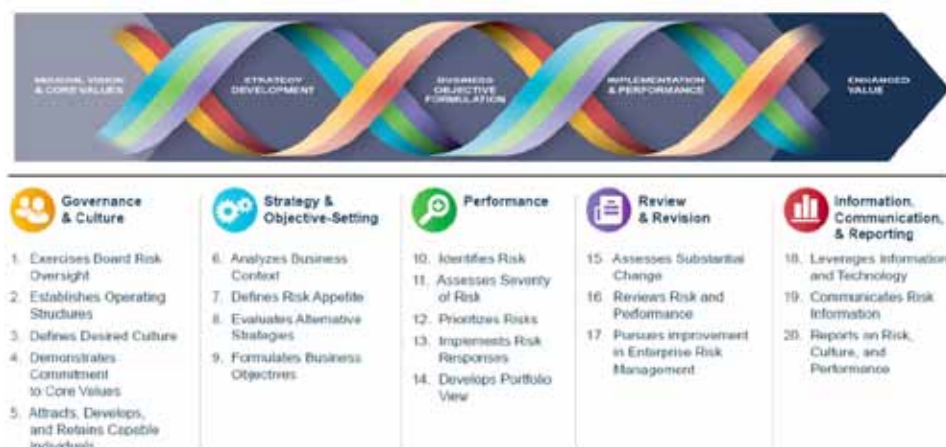 MISSION, VISION
& CORE VALUES
STRATEGY
DEVELOPMENT
BUSINESS
OBJECTIVE
FORMULATION
IMPLEMENTATION
& PERFORMANCE
ENHANCED
VALUE
Governance
& Culture
1. Exercises Board Risk
Oversight
2. Establishes Operating
Structures
3. Defines Desired Culture
4. Demonstrates
Commitment
to Core Values
5. Attracts, Develops,
and Retains Capable
Individuals
Strategy &
Objective-Setting
6. Analyzes Business
Context
7. Defines Risk Appetite
8. Evaluates Alternative
Strategies
9. Formulates Business
Objectives
Performance
10. Identifies Risk
11. Assesses Severity
of Risk
12. Prioritizes Risks
13. Implements Risk
Responses
14. Develops Portfolio
View
Review
& Revision
15. Assesses Substantial
Change
16. Reviews Risk and
Performance
17. Pursues improvement
in Enterprise Risk
Management
Information,
Communication,
& Reporting
18. Leverages Information
and Technology
19. Communicates Risk
Information
20. Reports on Risk,
Culture, and
Performance